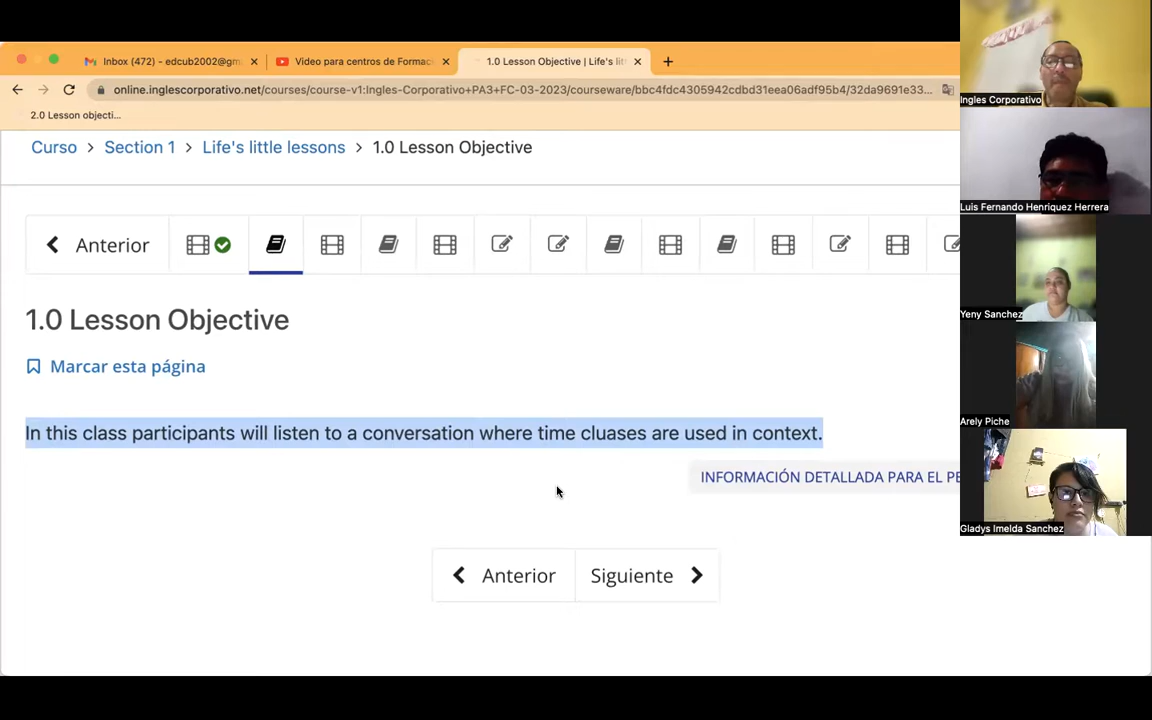 Inbox (472) - edcub2002@gm
Video para centros de Formac
1.0 Lesson Objective | Life's lit
online.inglescorporativo.net/courses/course-v1:Ingles-Corporativo+PA3+FC-03-2023/courseware/bbc4fdc4305942cdbd31eea06adf95b4/32da9691e33...
2.0 Lesson objecti...
Curso > Section 1 > Life's little lessons > 1.0 Lesson Objective
Anterior
1.0 Lesson Objective
Marcar esta página
In this class participants will listen to a conversation where time cluases are used in context.
INFORMACIÓN DETALLADA PARA EL PE
Anterior
Siguiente
Ingles Corporativo
Luis Fernando Henriquez Herrera
Yeny Sanchez
Arely Piche
Gladys Imelda Sanchez